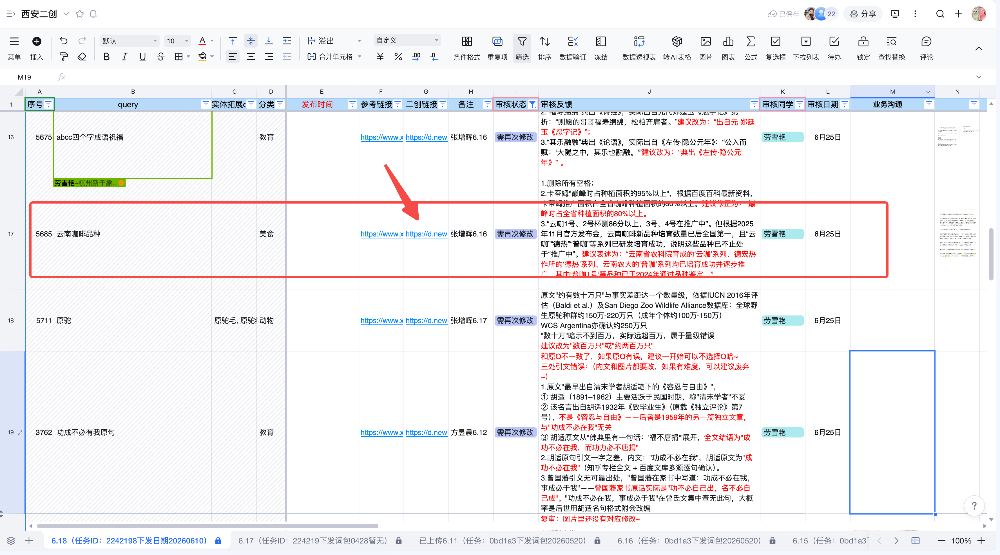 西安二创
已保存
22
分享
菜单
插入
默认
10
溢出
合并单元格
自定义
条件格式
重复项
筛选
排序
数据验证
冻结
数据透视表
转AI表格
图片
图表
公式
复选框
下拉列表
待办
锁定
查找替换
评论
M19
fx
A B C D E F G H I J K L M N
1 序号 query 实体拓展 分类 发布时间 参考链接 二创链接 备注 审核状态 审核反馈 审核同学 审核日期 业务沟通
16 5675 abcc四个字成语祝福 教育 https://www.x https://d.new 张增晖6.16 需再次修改
2."福寿绵绵"典出《诗经》，实际出自元代郑廷玉《忍字记》第一
折：“则愿的哥哥福寿绵绵，松柏齐肩者。”建议改为：“出自元·郑廷
玉《忍字记》”；
3.“其乐融融”典出《论语》，实际出自《左传·隐公元年》：“公入而
赋：‘大隧之中，其乐也融融。’”建议改为：“典出《左传·隐公元
年》” 。
劳雪艳 6月25日
劳雪艳–杭州新千象...
17 5685 云南咖啡品种 美食 https://www.x https://d.new 张增晖6.16 需再次修改
1.删除所有空格；
2.卡蒂姆"巅峰时占种植面积的95%以上"，根据百度百科最新资料，
卡蒂姆推广面积占全省咖啡种植面积的80%以上。建议修正为：“巅
峰时占全省种植面积的80%以上。
3.“云咖1号、2号杯测86分以上，3号、4号在推广中”。但根据2025
年11月官方发布会，云南咖啡新品种培育数量已居全国第一，且“云
咖”“德热”“普咖”等系列已研发培育成功，说明这些品种已不止处
于“推广中”。建议表述为：“云南省农科院育成的‘云咖’系列、德宏热
作所的‘德热’系列、云南农大的‘普咖’系列均已培育成功并逐步推
广，其中‘普咖1号’等品种已于2024年通过品种鉴定。”
劳雪艳 6月25日
18 5711 原驼 原驼毛, 原驼 动物 https://www.x https://d.new 张增晖6.17 需再次修改
原文"约有数十万只"与事实差距达一个数量级，依据IUCN 2016年评
估（Baldi et al.）及San Diego Zoo Wildlife Alliance数据库：全球野
生原驼种群约150万-220万只（成年个体约100万-150万）
WCS Argentina亦确认约250万只
"数十万"暗示不到百万，实际远超百万，属于量级错误
建议改为"数百万只"或"约两百万只"
劳雪艳 6月25日
19 3762 功成不必有我原句 教育 https://www.x https://d.new 方昱晨6.12 需再次修改
和原Q不一致了，如果原Q有误，建议一开始可以不选择Q哈~
三处引文错误：（内文和图片都要改，如果有难度，可以建议废弃
~）
1.原文"最早出自清末学者胡适笔下的《容忍与自由》"，
① 胡适（1891–1962）主要活跃于民国时期，称"清末学者"不妥
② 该名言出自胡适1932年《致毕业生》（原载《独立评论》第7
号），不是《容忍与自由》——后者是1959年的另一篇独立文章，
与"功成不必在我"无关
③ 胡适原文从"佛典里有一句话：'福不唐捐'"展开，全文结语为"成
功不必在我，而功力必不唐捐"
2.胡适原句引文一字之差，内文："功成不必在我"，胡适原文为"成
功不必在我"（知乎专栏全文 + 百度文库多源逐句确认）。
3.曾国藩引文无可靠出处，"曾国藩在家书中写道：功成不必在我，
事成必于我"——曾国藩家书原话实际是"功不必自己出，名不必自
己成"。"功成不必在我，事成必于我"在曾氏文集中查无此句，大概
率是后世用胡适名句格式附会改编
劳雪艳 6月25日
复审：图片里还没有对应修改~
6.18（任务ID：2242198下发日期20260610）
6.17（任务ID：224219下发词包0428暂无）
已上传6.11（任务：0bd1a3下发词包20260520）
6.16（任务：0bd1a3下发词包20260520）
6.15（任务：0bd1a3
100%